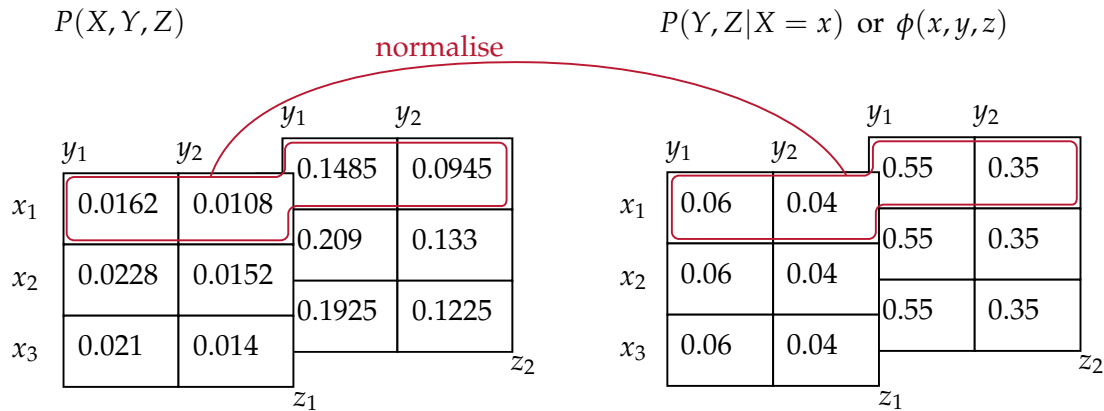 P(X, Y, Z)
P(Y, Z|X = x) or ϕ(x, y, z)
normalise
y₁ y₂
y₁ y₂
0.1485 0.0945
x₁ 0.0162 0.0108
0.209 0.133
x₂ 0.0228 0.0152
0.1925 0.1225
x₃ 0.021 0.014
z₂
z₁
y₁ y₂
y₁ y₂
0.55 0.35
x₁ 0.06 0.04
0.55 0.35
x₂ 0.06 0.04
0.55 0.35
x₃ 0.06 0.04
z₂
z₁